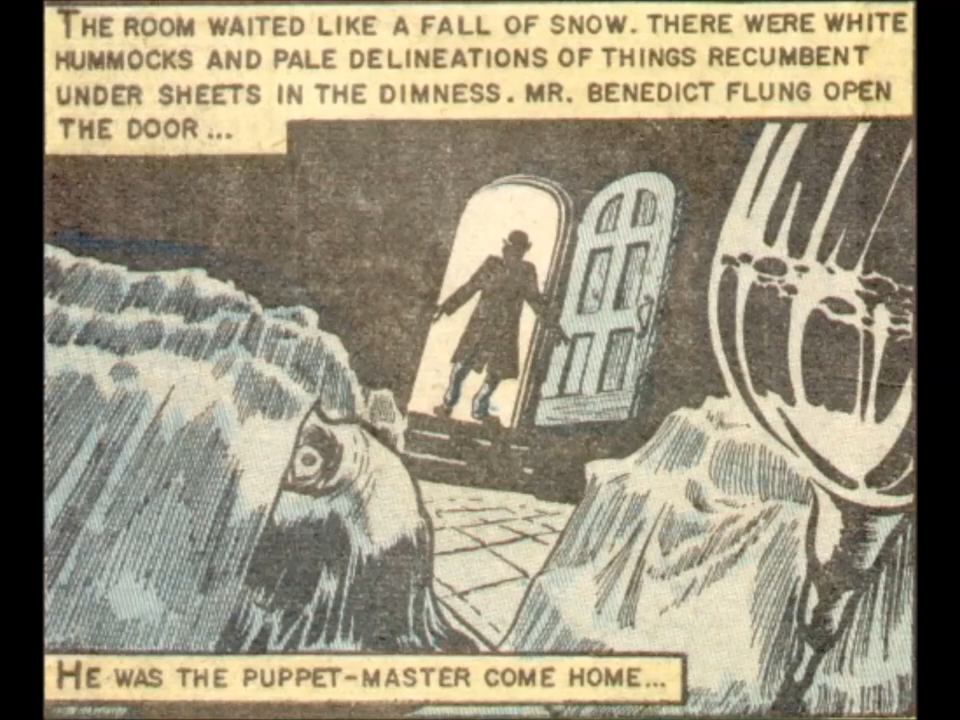 THE ROOM WAITED LIKE A FALL OF SNOW. THERE WERE WHITE
HUMMOCKS AND PALE DELINEATIONS OF THINGS RECUMBENT
UNDER SHEETS IN THE DIMNESS. MR. BENEDICT FLUNG OPEN
THE DOOR...
HE WAS THE PUPPET-MASTER COME HOME...